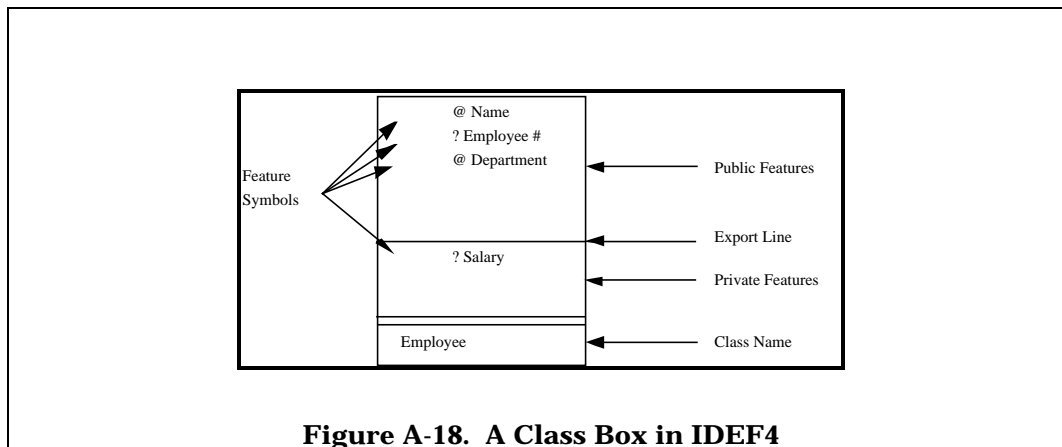 @ Name
? Employee #
@ Department
Feature
Symbols
Public Features
Export Line
? Salary
Private Features
Employee
Class Name
Figure A-18. A Class Box in IDEF4